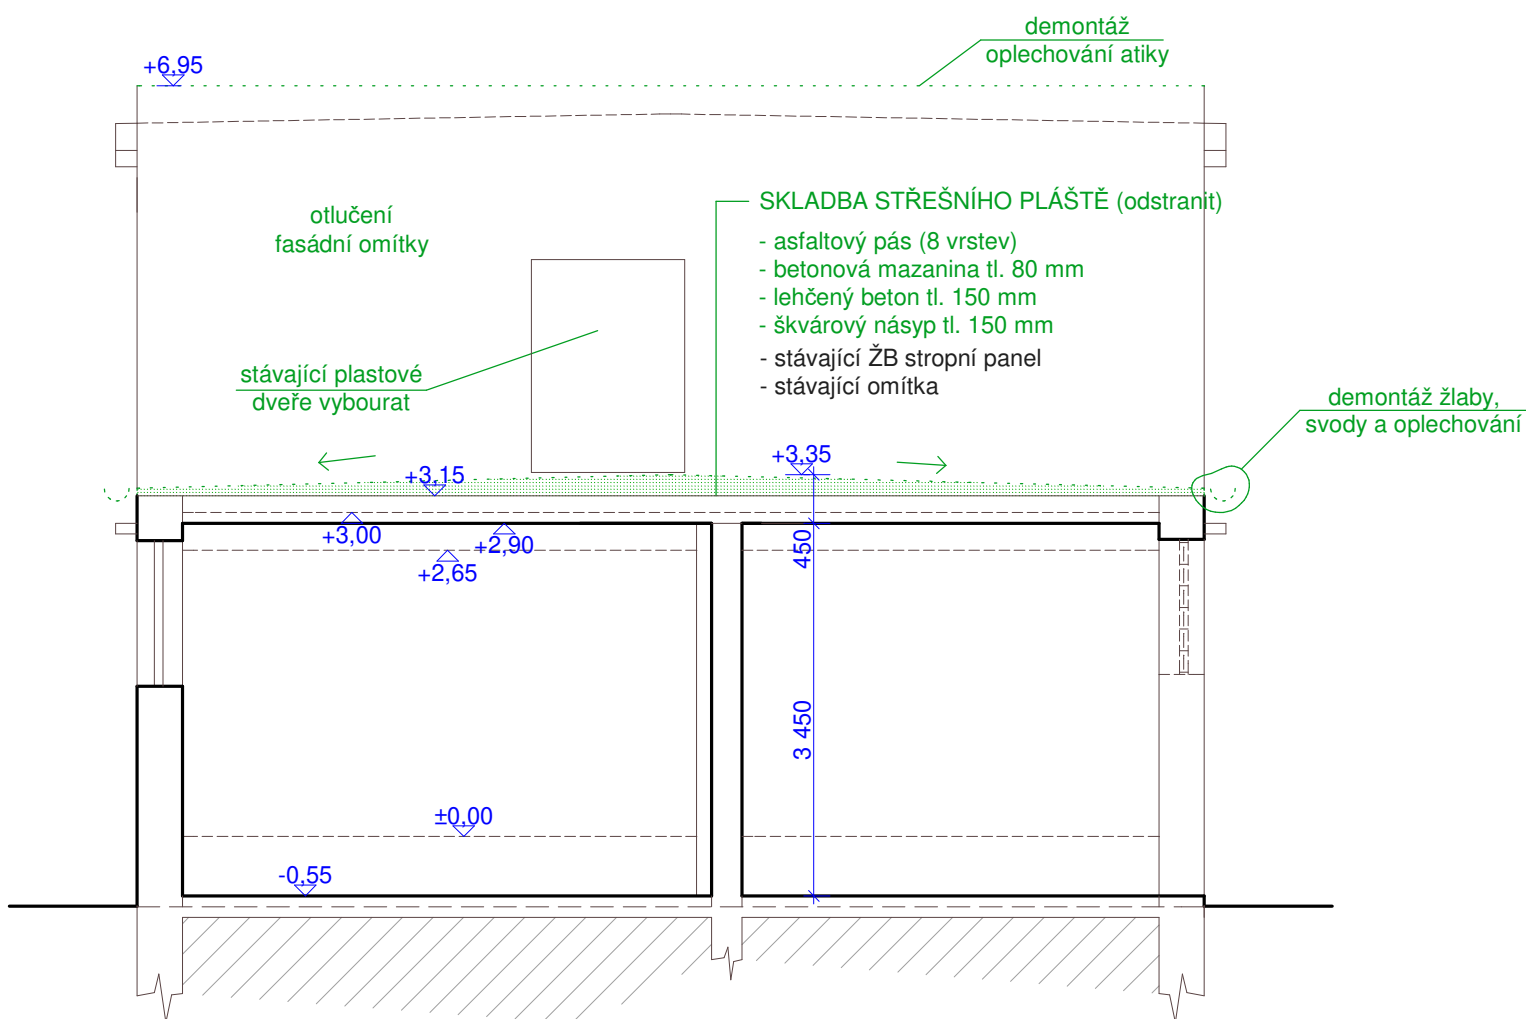 demontáž
oplechování atiky
+6,95
SKLADBA STŘEŠNÍHO PLÁŠTĚ (odstranit)
- asfaltový pás (8 vrstev)
- betonová mazanina tl. 80 mm
- lehčený beton tl. 150 mm
- škvárový násyp tl. 150 mm
- stávající ŽB stropní panel
- stávající omítka
otlučení
fasádní omítky
stávající plastové
dveře vybourat
demontáž žlaby,
svody a oplechování
+3,35
+3,15
+3,00
+2,90
+2,65
450
3 450
±0,00
-0,55